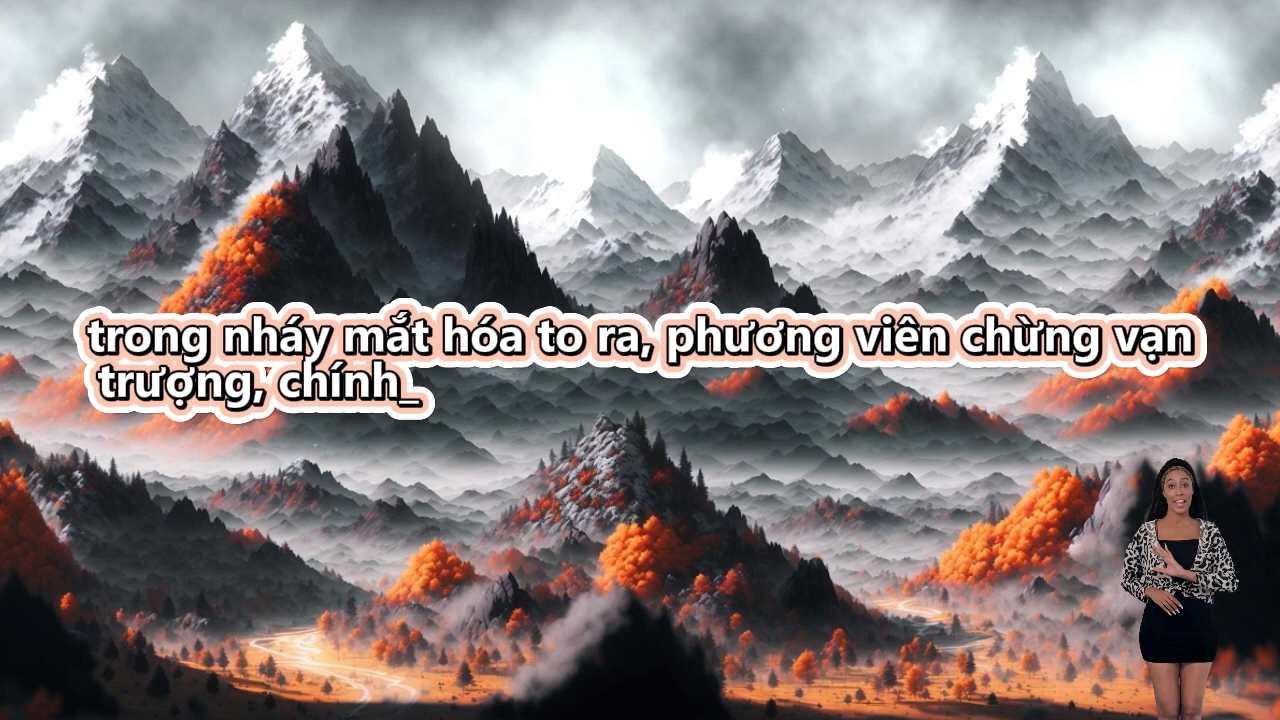 trong nháy mắt hóa to ra, phương viên chừng vạn
trượng, chính_